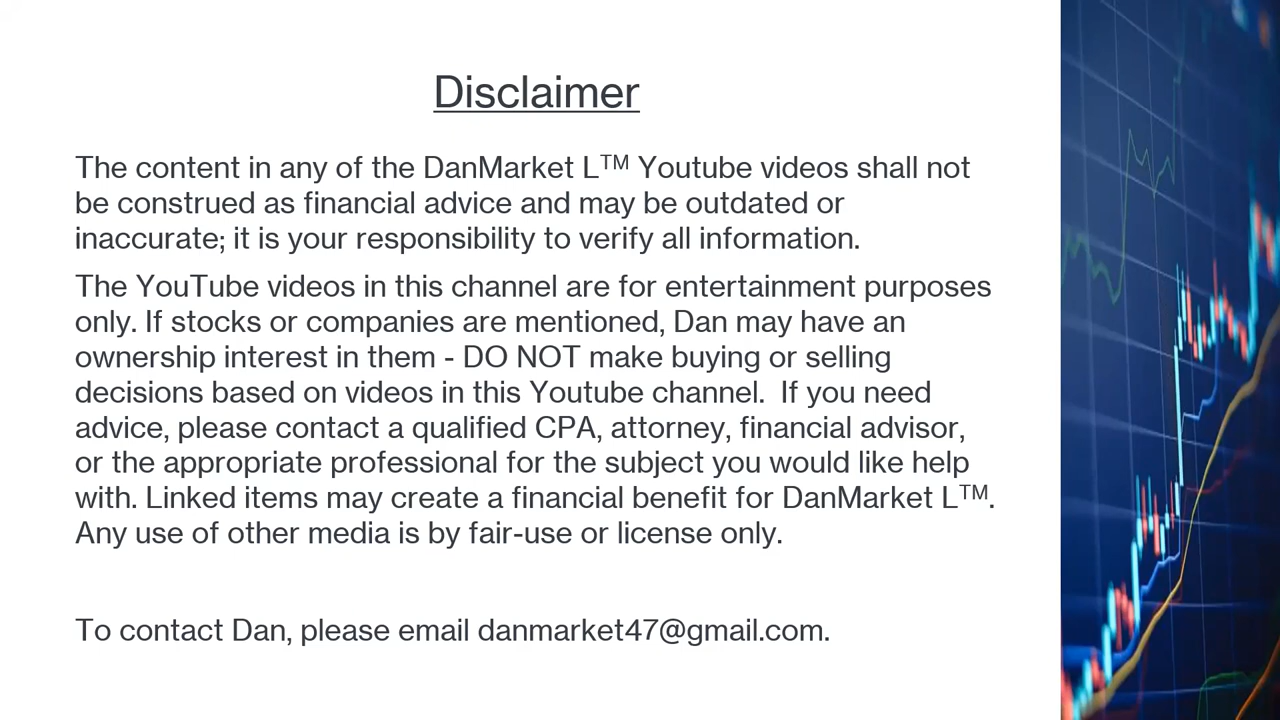 Disclaimer
The content in any of the DanMarket L™ Youtube videos shall not
be construed as financial advice and may be outdated or
inaccurate; it is your responsibility to verify all information.
The YouTube videos in this channel are for entertainment purposes
only. If stocks or companies are mentioned, Dan may have an
ownership interest in them - DO NOT make buying or selling
decisions based on videos in this Youtube channel.  If you need
advice, please contact a qualified CPA, attorney, financial advisor,
or the appropriate professional for the subject you would like help
with. Linked items may create a financial benefit for DanMarket L™.
Any use of other media is by fair-use or license only.
To contact Dan, please email danmarket47@gmail.com.